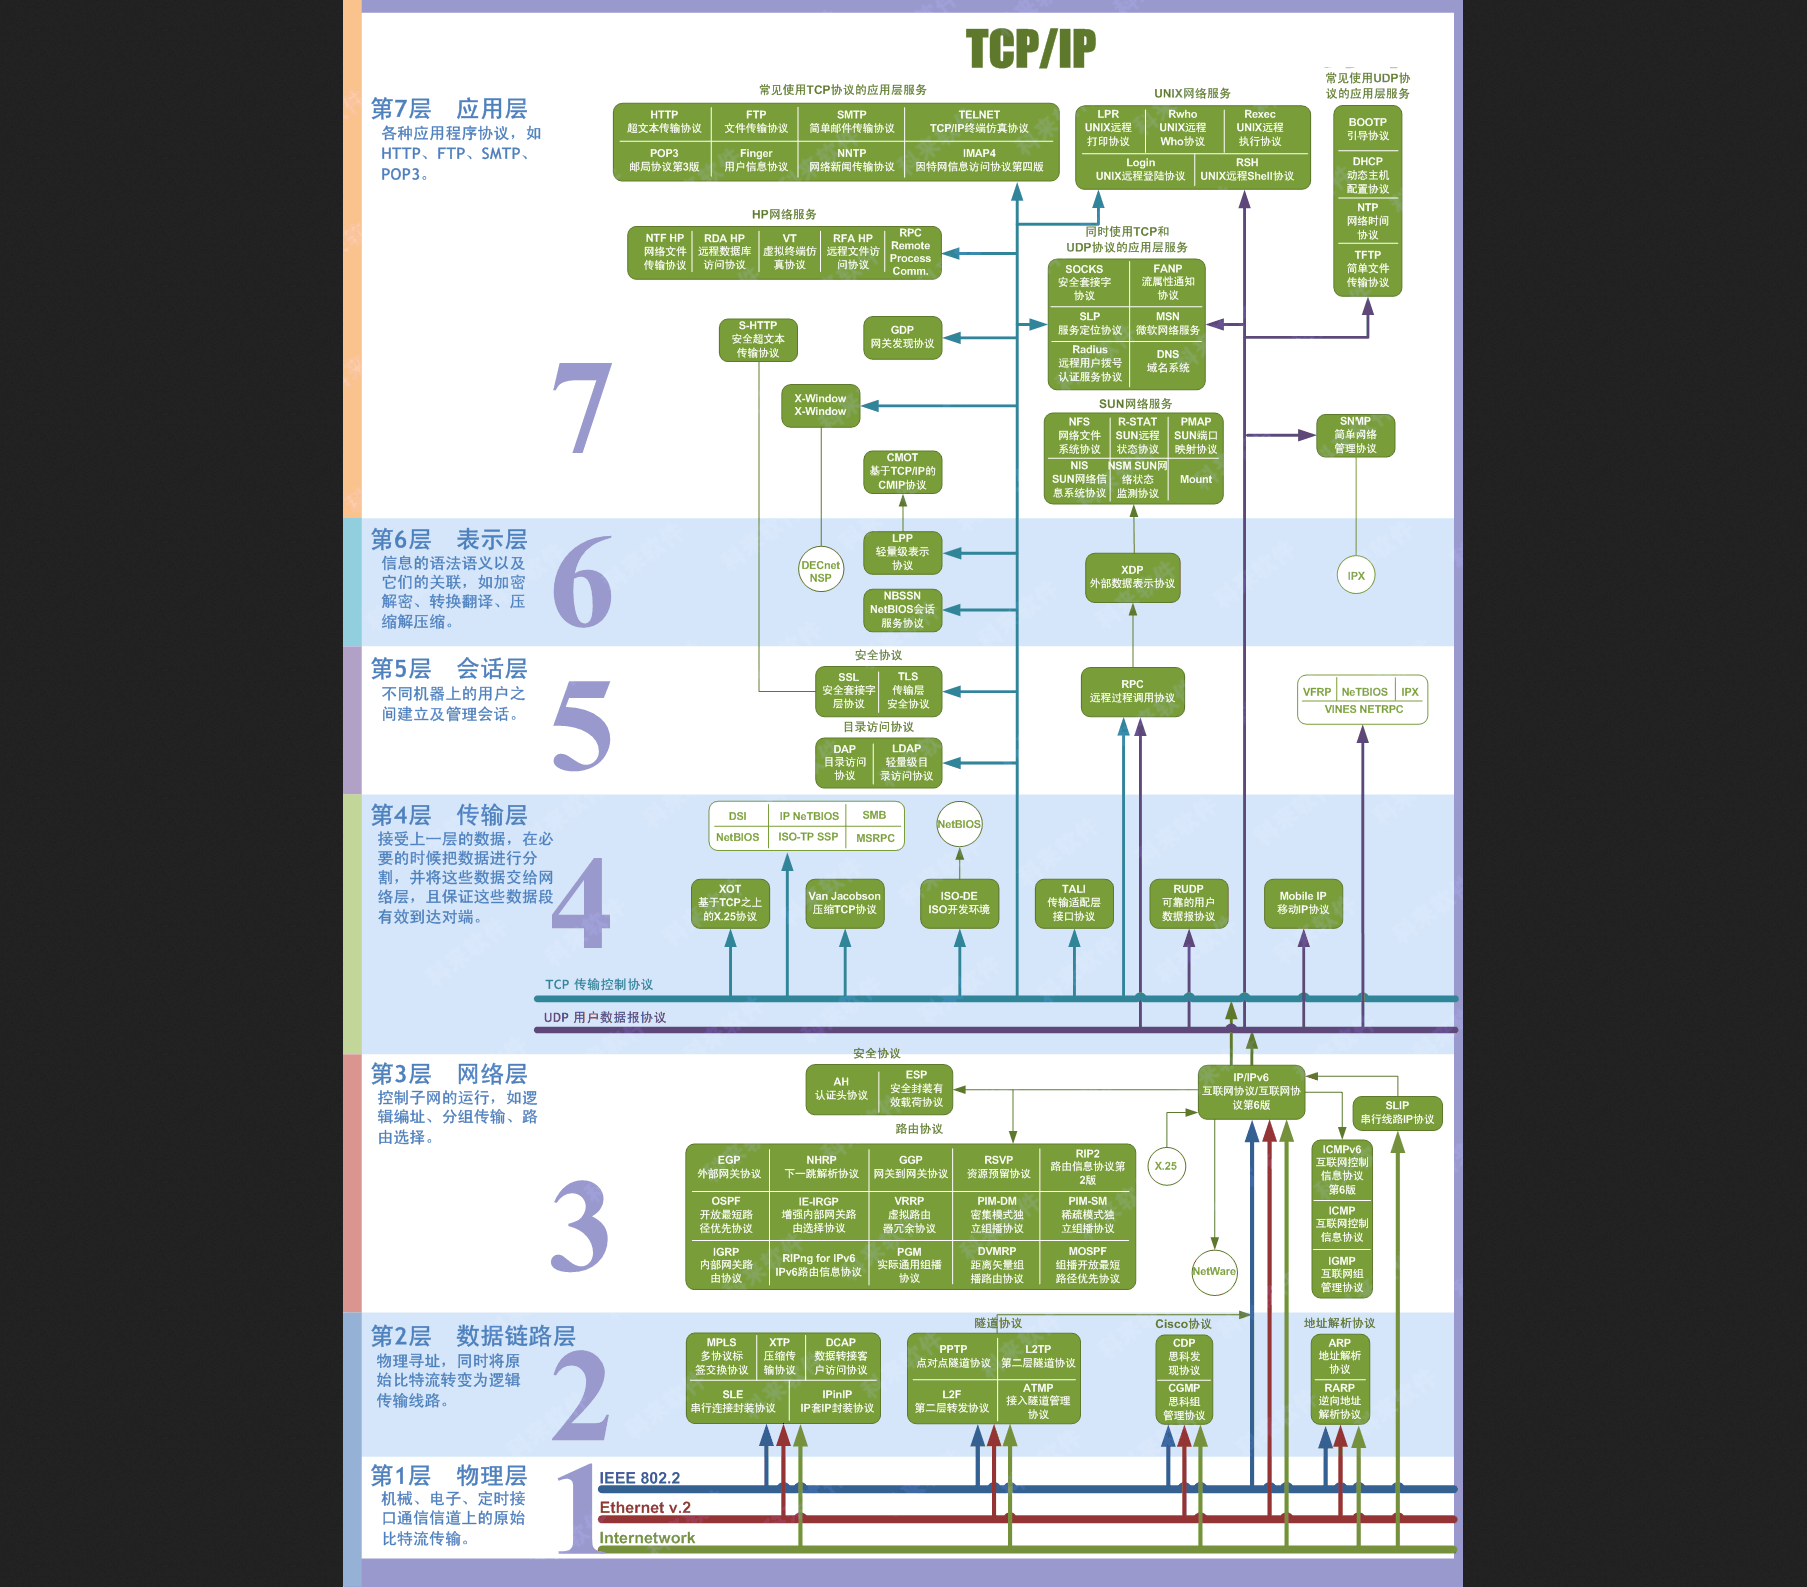 TCP/IP
第7层 应用层
各种应用程序协议，如
HTTP、FTP、SMTP、
POP3。
7
常见使用TCP协议的应用层服务
HTTP
超文本传输协议
FTP
文件传输协议
SMTP
简单邮件传输协议
TELNET
TCP/IP终端仿真协议
POP3
邮局协议第3版
Finger
用户信息协议
NNTP
网络新闻传输协议
IMAP4
因特网信息访问协议第四版
UNIX网络服务
LPR
UNIX远程
打印协议
Rwho
UNIX远程
Who协议
Rexec
UNIX远程
执行协议
Login
UNIX远程登陆协议
RSH
UNIX远程Shell协议
常见使用UDP协
议的应用层服务
BOOTP
引导协议
DHCP
动态主机
配置协议
NTP
网络时间
协议
TFTP
简单文件
传输协议
HP网络服务
NTF HP
网络文件
传输协议
RDA HP
远程数据库
访问协议
VT
虚拟终端仿
真协议
RFA HP
远程文件访
问协议
RPC
Remote
Process
Comm.
同时使用TCP和
UDP协议的应用层服务
SOCKS
安全套接字
协议
FANP
流属性通知
协议
SLP
服务定位协议
MSN
微软网络服务
Radius
远程用户拨号
认证服务协议
DNS
域名系统
S-HTTP
安全超文本
传输协议
GDP
网关发现协议
X-Window
X-Window
CMOT
基于TCP/IP的
CMIP协议
SUN网络服务
NFS
网络文件
系统协议
R-STAT
SUN远程
状态协议
PMAP
SUN端口
映射协议
NIS
SUN网络信
息系统协议
NSM SUN网
络状态
监测协议
Mount
SNMP
简单网络
管理协议
第6层 表示层
信息的语法语义以及
它们的关联，如加密
解密、转换翻译、压
缩解压缩。
6
DECnet
NSP
LPP
轻量级表示
协议
NBSSN
NetBIOS会话
服务协议
XDP
外部数据表示协议
IPX
第5层 会话层
不同机器上的用户之
间建立及管理会话。
5
安全协议
SSL
安全套接字
层协议
TLS
传输层
安全协议
目录访问协议
DAP
目录访问
协议
LDAP
轻量级目
录访问协议
RPC
远程过程调用协议
VFRP
NeTBIOS
IPX
VINES NETRPC
第4层 传输层
接受上一层的数据，在必
要的时候把数据进行分
割，并将这些数据交给网
络层，且保证这些数据段
有效到达对端。
4
DSI
IP NeTBIOS
SMB
NetBIOS
ISO-TP SSP
MSRPC
NetBIOS
XOT
基于TCP之上
的X.25协议
Van Jacobson
压缩TCP协议
ISO-DE
ISO开发环境
TALI
传输适配层
接口协议
RUDP
可靠的用户
数据报协议
Mobile IP
移动IP协议
TCP 传输控制协议
UDP 用户数据报协议
第3层 网络层
控制子网的运行，如逻
辑编址、分组传输、路
由选择。
3
安全协议
AH
认证头协议
ESP
安全封装有
效载荷协议
IP/IPv6
互联网协议/互联网协
议第6版
SLIP
串行线路IP协议
路由协议
EGP
外部网关协议
NHRP
下一跳解析协议
GGP
网关到网关协议
RSVP
资源预留协议
RIP2
路由信息协议第
2版
OSPF
开放最短路
径优先协议
IE-IRGP
增强内部网关路
由选择协议
VRRP
虚拟路由
器冗余协议
PIM-DM
密集模式独
立组播协议
PIM-SM
稀疏模式独
立组播协议
IGRP
内部网关路
由协议
RIPng for IPv6
IPv6路由信息协议
PGM
实际通用组播
协议
DVMRP
距离矢量组
播路由协议
MOSPF
组播开放最短
路径优先协议
X.25
NetWare
ICMPv6
互联网控制
信息协议
第6版
ICMP
互联网控制
信息协议
IGMP
互联网组
管理协议
第2层 数据链路层
物理寻址，同时将原
始比特流转变为逻辑
传输线路。
2
MPLS
多协议标
签交换协议
XTP
压缩传
输协议
DCAP
数据转接客
户访问协议
SLE
串行连接封装协议
IPinIP
IP套IP封装协议
隧道协议
PPTP
点对点隧道协议
L2TP
第二层隧道协议
L2F
第二层转发协议
ATMP
接入隧道管理
协议
Cisco协议
CDP
思科发
现协议
CGMP
思科组
管理协议
地址解析协议
ARP
地址解析
协议
RARP
逆向地址
解析协议
第1层 物理层
机械、电子、定时接
口通信信道上的原始
比特流传输。
1
IEEE 802.2
Ethernet v.2
Internetwork